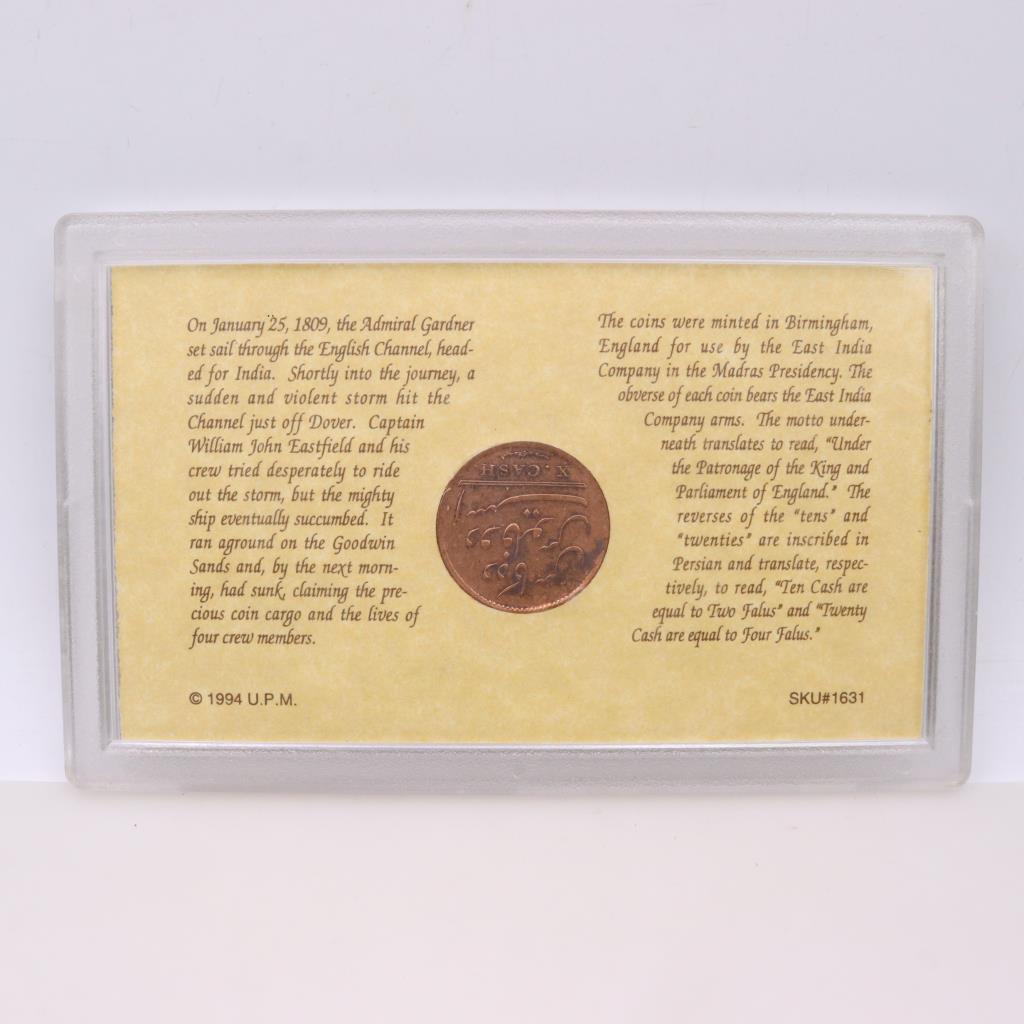 On January 25, 1809, the Admiral Gardner
set sail through the English Channel, head-
ed for India. Shortly into the journey, a
sudden and violent storm hit the
Channel just off Dover. Captain
William John Eastfield and his
crew tried desperately to ride
out the storm, but the mighty
ship eventually succumbed. It
ran aground on the Goodwin
Sands and, by the next morn-
ing, had sunk, claiming the pre-
cious coin cargo and the lives of
four crew members.
© 1994 U.P.M.
X.CASH
The coins were minted in Birmingham,
England for use by the East India
Company in the Madras Presidency. The
obverse of each coin bears the East India
Company arms. The motto under-
neath translates to read, "Under
the Patronage of the King and
Parliament of England." The
reverses of the "tens" and
"twenties" are inscribed in
Persian and translate, respec-
tively, to read, "Ten Cash are
equal to Two Falus" and "Twenty
Cash are equal to Four Falus."
SKU#1631